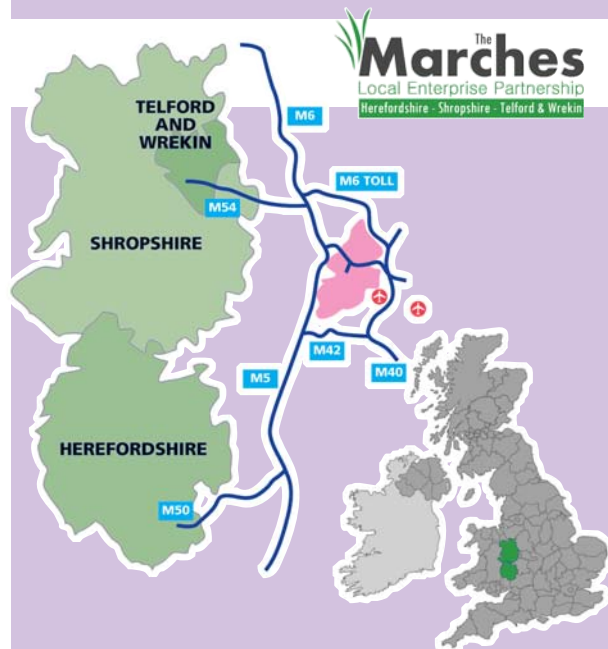 The
Marches
Local Enterprise Partnership
Herefordshire - Shropshire - Telford & Wrekin
TELFORD
AND
WREKIN
M6
M6 TOLL
M54
SHROPSHIRE
M42
M5
M40
HEREFORDSHIRE
M50